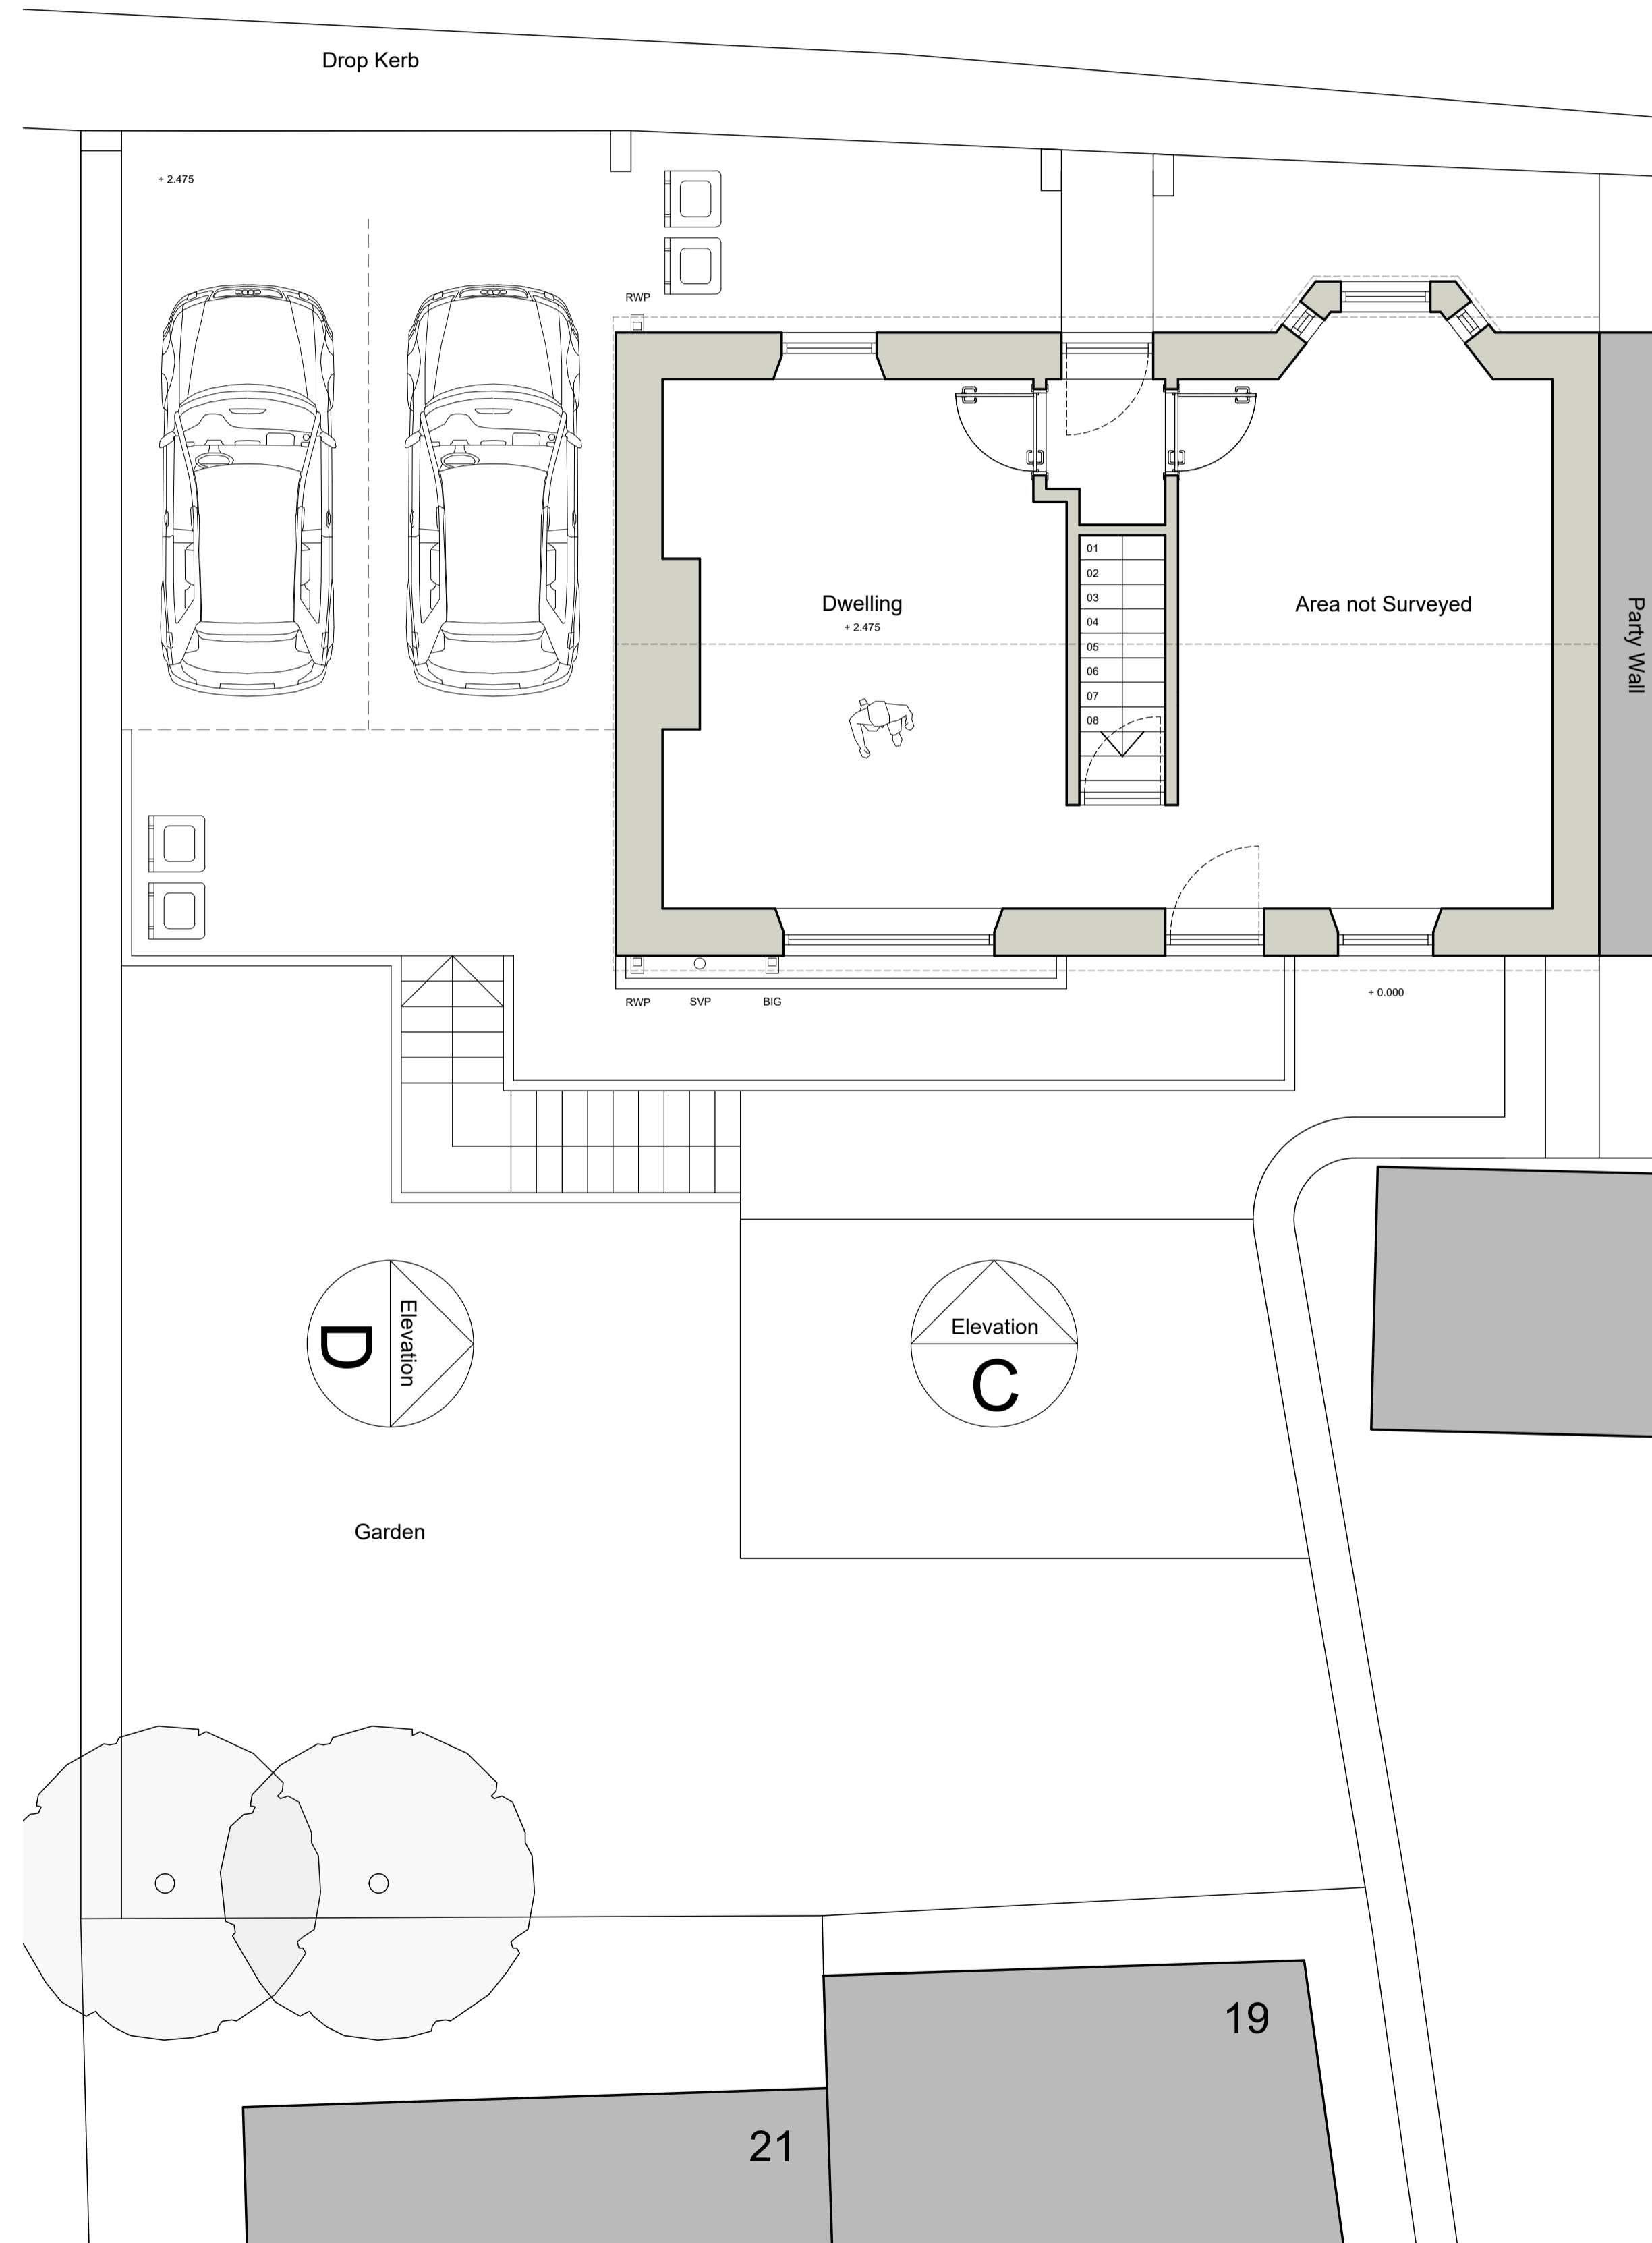 Drop Kerb
+ 2.475
RWP
01
02
03
04
05
06
07
08
Dwelling
+ 2.475
Area not Surveyed
Party Wall
RWP
SVP
BIG
+ 0.000
Elevation
D
Elevation
C
Garden
19
21